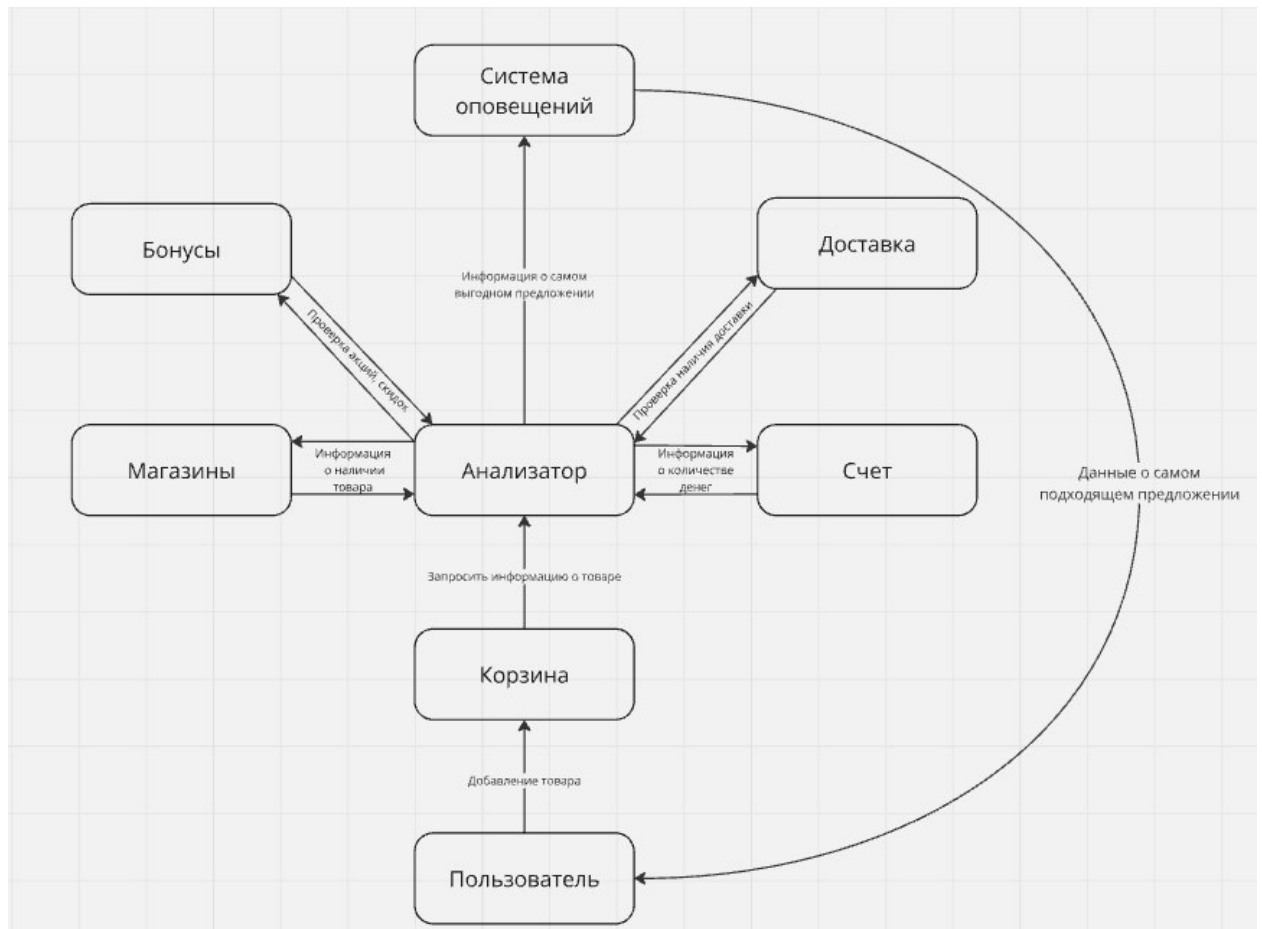 Система
оповещений
Бонусы
Доставка
Информация о самом
выгодном предложении
Проверка акций, скидок
Проверка наличия доставки
Магазины
Информация
о наличии
товара
Анализатор
Информация
о количестве
денег
Счет
Данные о самом
подходящем предложении
Запросить информацию о товаре
Корзина
Добавление товара
Пользователь